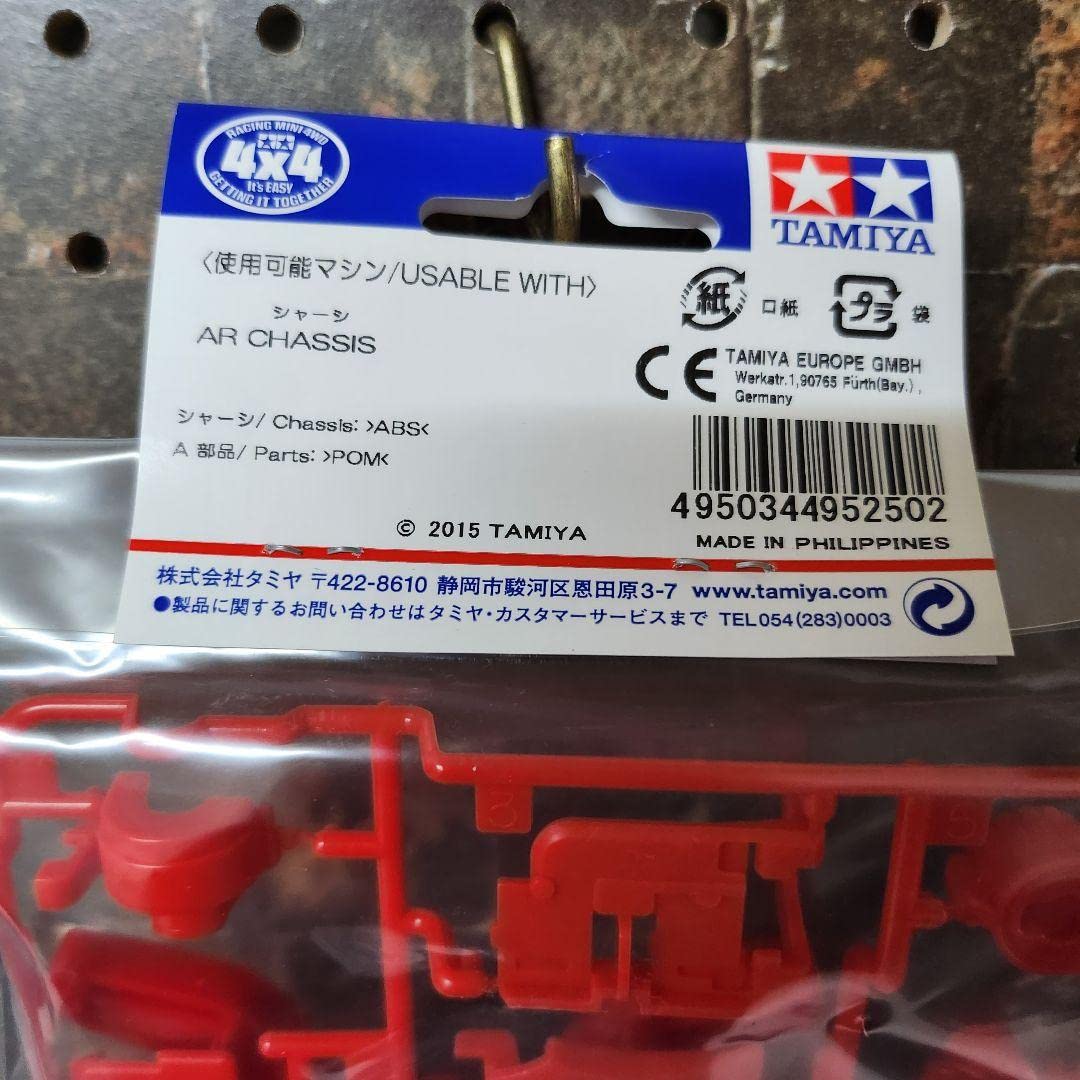 RACING MINI 4WD
4x4
It's EASY
GETTING IT TOGETHER
TAMIYA
〈使用可能マシン/USABLE WITH〉
シャーシ
AR CHASSIS
紙 口紙 プラ 袋
CE TAMIYA EUROPE GMBH
Werkstr.1,90765 Fürth(Bay.),
Germany
シャーシ/ Chassis: >ABS<
A 部品/ Parts: >POM<
4950344952502
© 2015 TAMIYA
MADE IN PHILIPPINES
株式会社タミヤ 〒422-8610 静岡市駿河区恩田原3-7 www.tamiya.com
●製品に関するお問い合わせはタミヤ・カスタマーサービスまで TEL054(283)0003
3